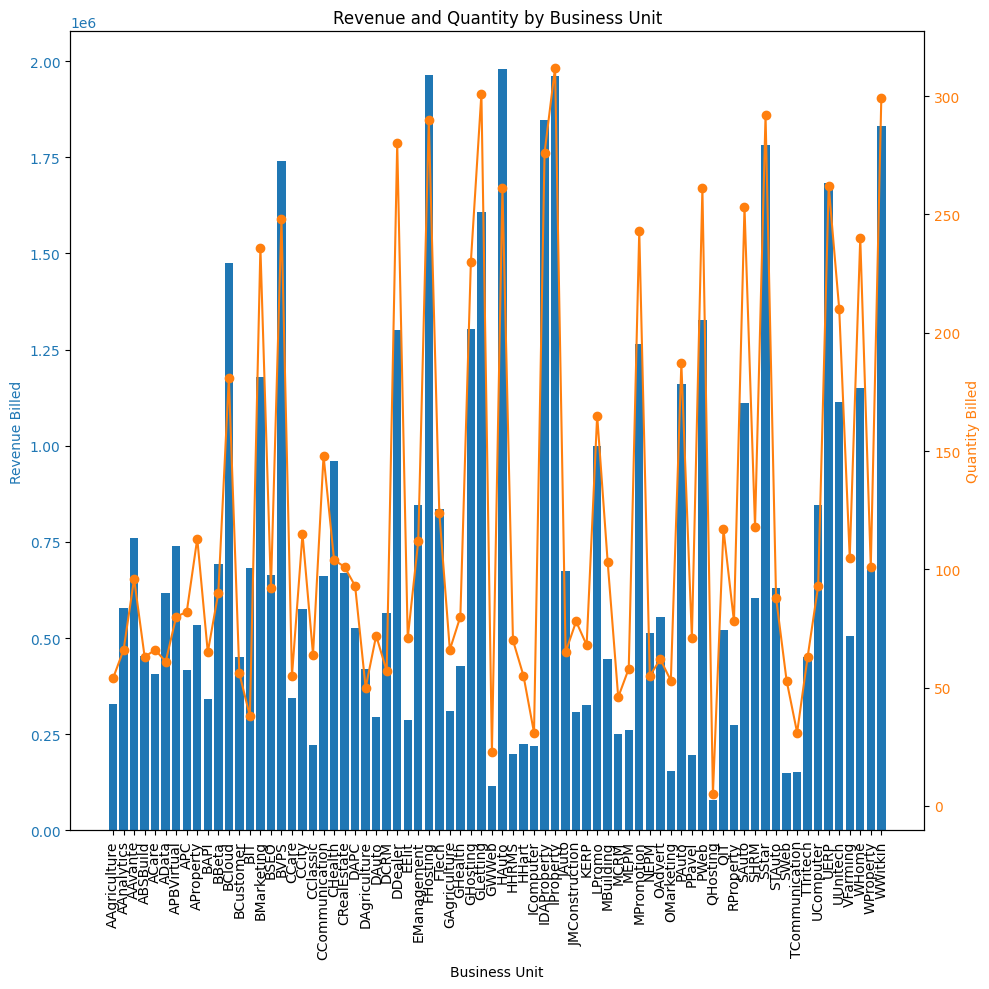 Revenue and Quantity by Business Unit
1e6
2.00
1.75
1.50
1.25
1.00
0.75
0.50
0.25
0.00
Revenue Billed
300
250
200
150
100
50
0
Quantity Billed
AAgriculture
AAnalytics
AAvante
ABSBuild
ACare
AData
APBVirtual
APC
AProperty
BAPI
BBeta
BCloud
BCustomer
BIT
BMarketing
BSEO
BVPS
CCare
CCity
CClassic
CCommunication
CHealth
CRealEstate
DAPC
DAgriculture
DAuto
DCRM
DDealer
EHR
EManagement
FHosting
FTech
GAgriculture
GHealth
GHosting
GListing
GWWeb
HAuto
HHRMS
HHart
IComputer
IDAProperty
IProperty
JAuto
JMConstruction
KERP
LPromo
MBuilding
MCRM
MEPM
MPromotion
NEPM
OAdvert
OMarketing
PAuto
PPavel
PWeb
QHosting
QIT
RProperty
SAuto
SHRM
SStar
STAuto
SWeb
TCommunication
TTritech
UComputer
UERP
UUnitech
VFarming
WHome
WProperty
WWitkin
Business Unit